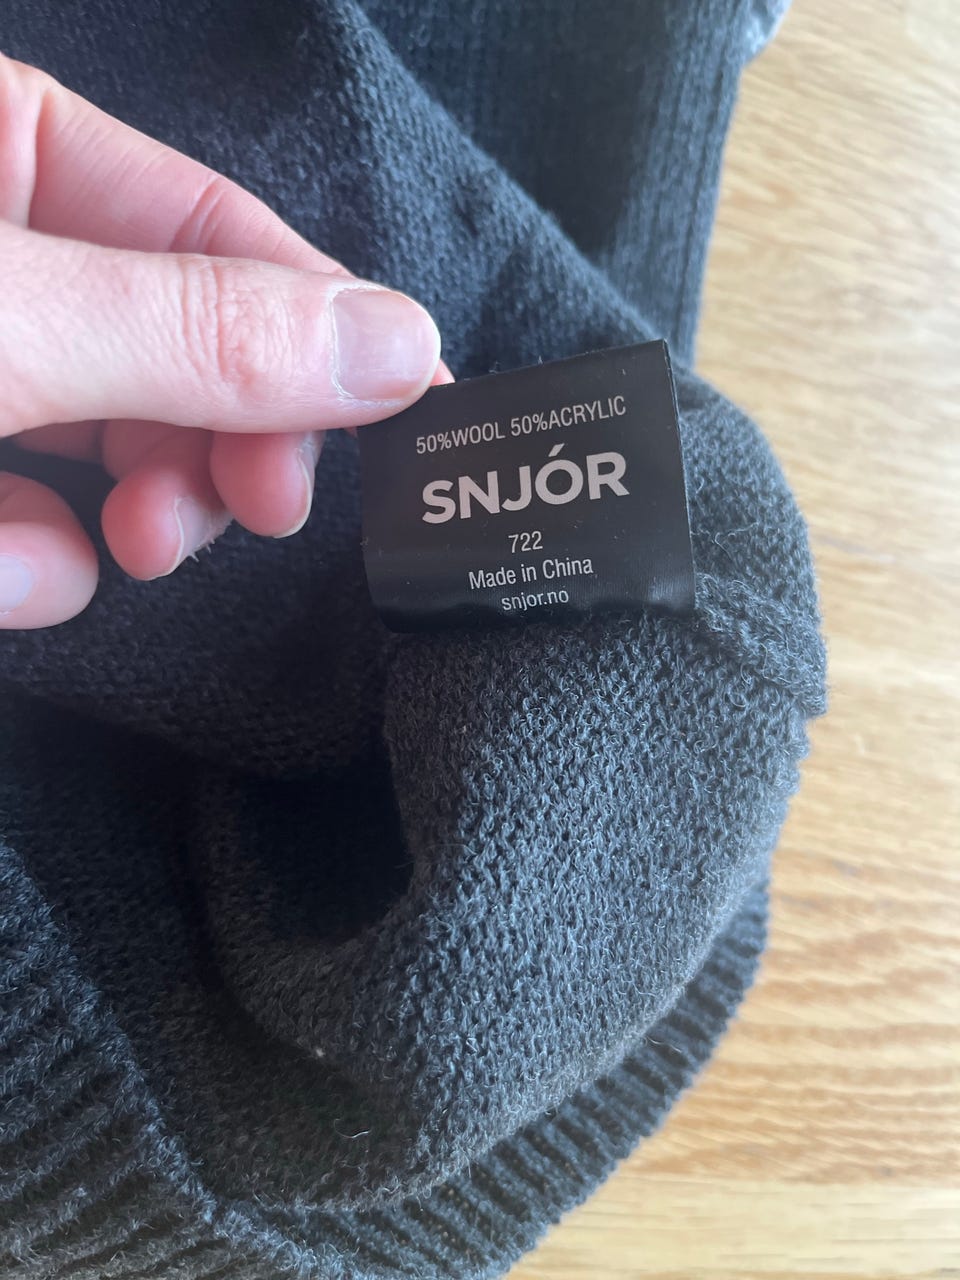 50%WOOL 50%ACRYLIC
SNJÓR
722
Made in China
snjor.no